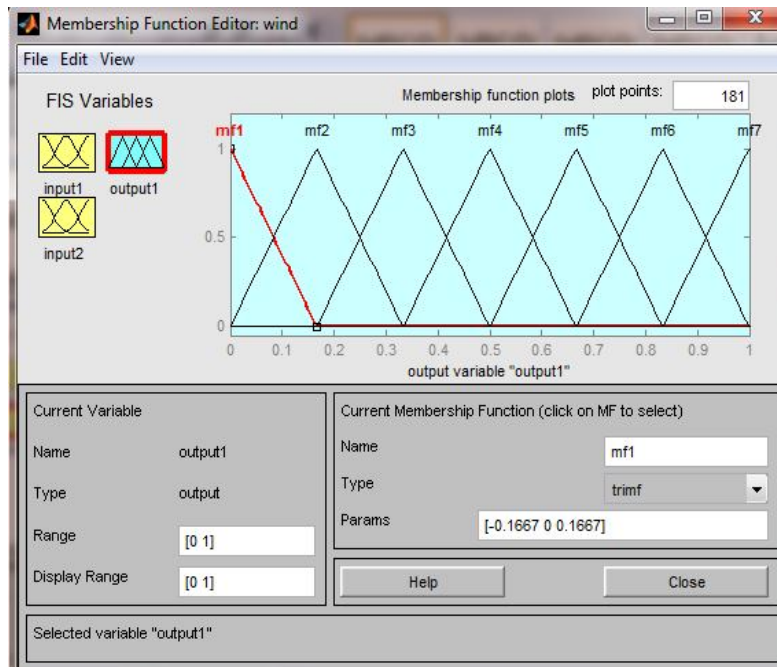 Membership Function Editor: wind
File Edit View
FIS Variables
Membership function plots plot points: 181
input1 output1
input2
mf1 mf2 mf3 mf4 mf5 mf6 mf7
1
0.5
0
0 0.1 0.2 0.3 0.4 0.5 0.6 0.7 0.8 0.9 1
output variable "output1"
Current Variable
Name output1
Type output
Range [0 1]
Display Range [0 1]
Current Membership Function (click on MF to select)
Name mf1
Type trimf
Params [-0.1667 0 0.1667]
Help Close
Selected variable "output1"